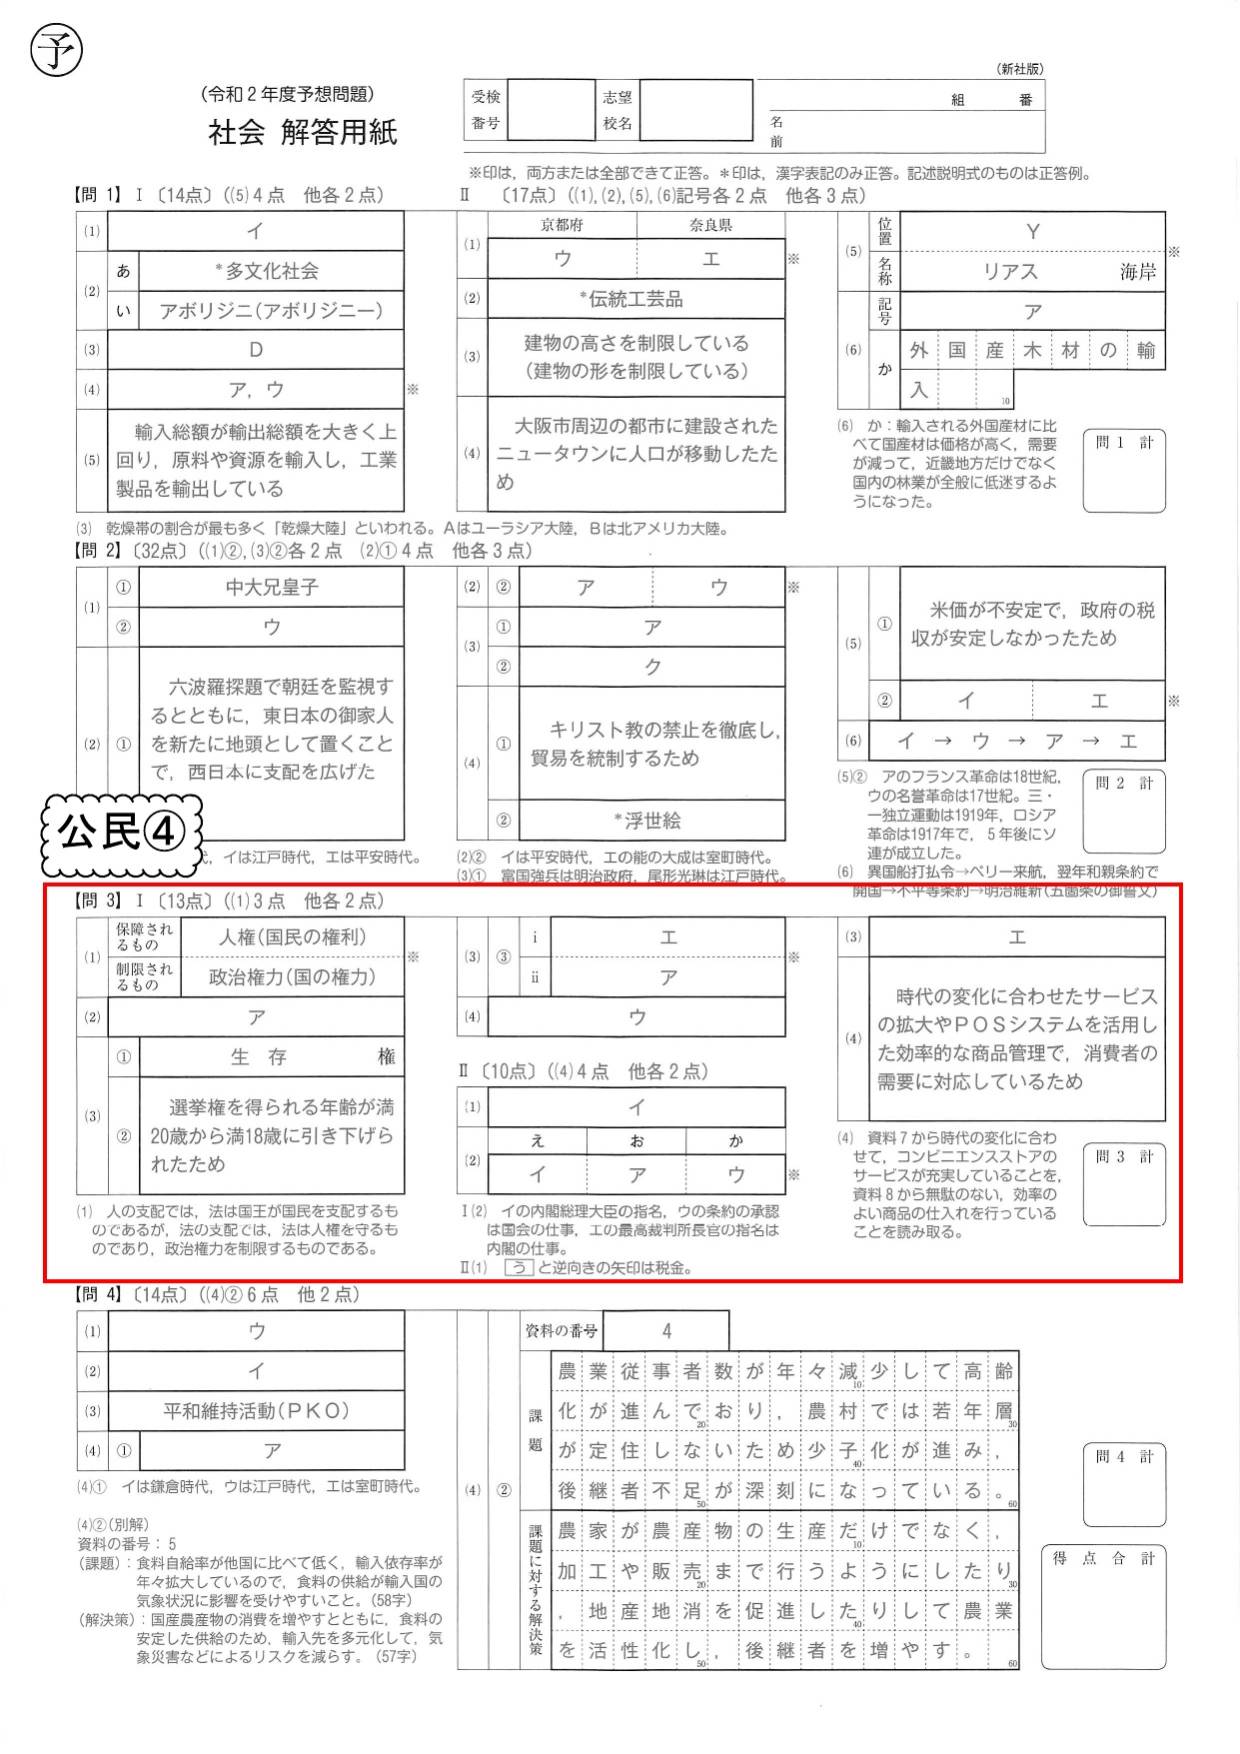 予
(新社版)
(令和2年度予想問題)
社会 解答用紙
受検番号
志望校名
組 番
名前
※印は，両方または全部できて正答。＊印は，漢字表記のみ正答。記述説明式のものは正答例。
【問 1】 Ⅰ 〔14点〕((5)4点 他各2点)
(1) イ
(2) あ *多文化社会
い アボリジニ(アボリジニー)
(3) D
(4) ア，ウ ※
(5) 輸入総額が輸出総額を大きく上
回り，原料や資源を輸入し，工業
製品を輸出している
Ⅱ 〔17点〕((1),(2),(5),(6)記号各2点 他各3点)
京都府 奈良県
(1) ウ エ ※
(2) *伝統工芸品
(3) 建物の高さを制限している
(建物の形を制限している)
(4) 大阪市周辺の都市に建設された
ニュータウンに人口が移動したた
め
(5) 位置 Y
名称 リアス 海岸 ※
(6) 記号 ア
か 外国産木材の輸
入 10
(6) か：輸入される外国産材に比
べて国産材は価格が高く，需要
が減って，近畿地方だけでなく
国内の林業が全般に低迷するよ
うになった。
問1 計
(3) 乾燥帯の割合が最も多く「乾燥大陸」といわれる。Aはユーラシア大陸，Bは北アメリカ大陸。
【問 2】〔32点〕((1)②,(3)②各2点 (2)①4点 他各3点)
(1) ① 中大兄皇子
② ウ
(2) ① 六波羅探題で朝廷を監視す
るとともに，東日本の御家人
を新たに地頭として置くこと
で，西日本に支配を広げた
公民④
，イは江戸時代，エは平安時代。
(2) ② ア ウ ※
(3) ① ア
② ク
(4) ① キリスト教の禁止を徹底し，
貿易を統制するため
② *浮世絵
(2)② イは平安時代，エの能の大成は室町時代。
(3)① 富国強兵は明治政府，尾形光琳は江戸時代。
(5) ① 米価が不安定で，政府の税
収が安定しなかったため
② イ エ ※
(6) イ → ウ → ア → エ
(5)② アのフランス革命は18世紀，
ウの名誉革命は17世紀。三・
一独立運動は1919年，ロシア
革命は1917年で，5年後にソ
連が成立した。
問2 計
(6) 異国船打払令→ペリー来航，翌年和親条約で
開国→不平等条約→明治維新(五箇条の御誓文)
【問 3】 Ⅰ 〔13点〕((1)3点 他各2点)
(1) 保障されるもの 人権(国民の権利)
制限されるもの 政治権力(国の権力) ※
(2) ア
(3) ① 生 存 権
② 選挙権を得られる年齢が満
20歳から満18歳に引き下げら
れたため
(1) 人の支配では，法は国王が国民を支配するも
のであるが，法の支配では，法は人権を守るも
のであり，政治権力を制限するものである。
(3) ③ ⅰ エ
ⅱ ア ※
(4) ウ
Ⅱ〔10点〕((4)4点 他各2点)
(1) イ
え お か
(2) イ ア ウ ※
Ⅰ(2) イの内閣総理大臣の指名，ウの条約の承認
は国会の仕事，エの最高裁判所長官の指名は
内閣の仕事。
Ⅱ(1) う と逆向きの矢印は税金。
(3) エ
(4) 時代の変化に合わせたサービス
の拡大やPOSシステムを活用し
た効率的な商品管理で，消費者の
需要に対応しているため
(4) 資料7から時代の変化に合わ
せて，コンビニエンスストアの
サービスが充実していることを，
資料8から無駄のない，効率の
よい商品の仕入れを行っている
ことを読み取る。
問3 計
【問 4】〔14点〕((4)②6点 他2点)
(1) ウ
(2) イ
(3) 平和維持活動(PKO)
(4) ① ア
(4)① イは鎌倉時代，ウは江戸時代，エは室町時代。
(4)②(別解)
資料の番号：5
(課題)：食料自給率が他国に比べて低く，輸入依存率が
年々拡大しているので，食料の供給が輸入国の
気象状況に影響を受けやすいこと。(58字)
(解決策)：国産農産物の消費を増やすとともに，食料の
安定した供給のため，輸入先を多元化して，気
象災害などによるリスクを減らす。(57字)
(4) ② 資料の番号 4
課題
農業従事者数が年々減少して高齢 10
化が進んでおり，農村では若年層 20 30
が定住しないため少子化が進み， 40
後継者不足が深刻になっている。 50 60
課題に対する解決策
農家が農産物の生産だけでなく， 10
加工や販売まで行うようにしたり 20 30
，地産地消を促進したりして農業 40
を活性化し，後継者を増やす。 50 60
問4 計
得点合計